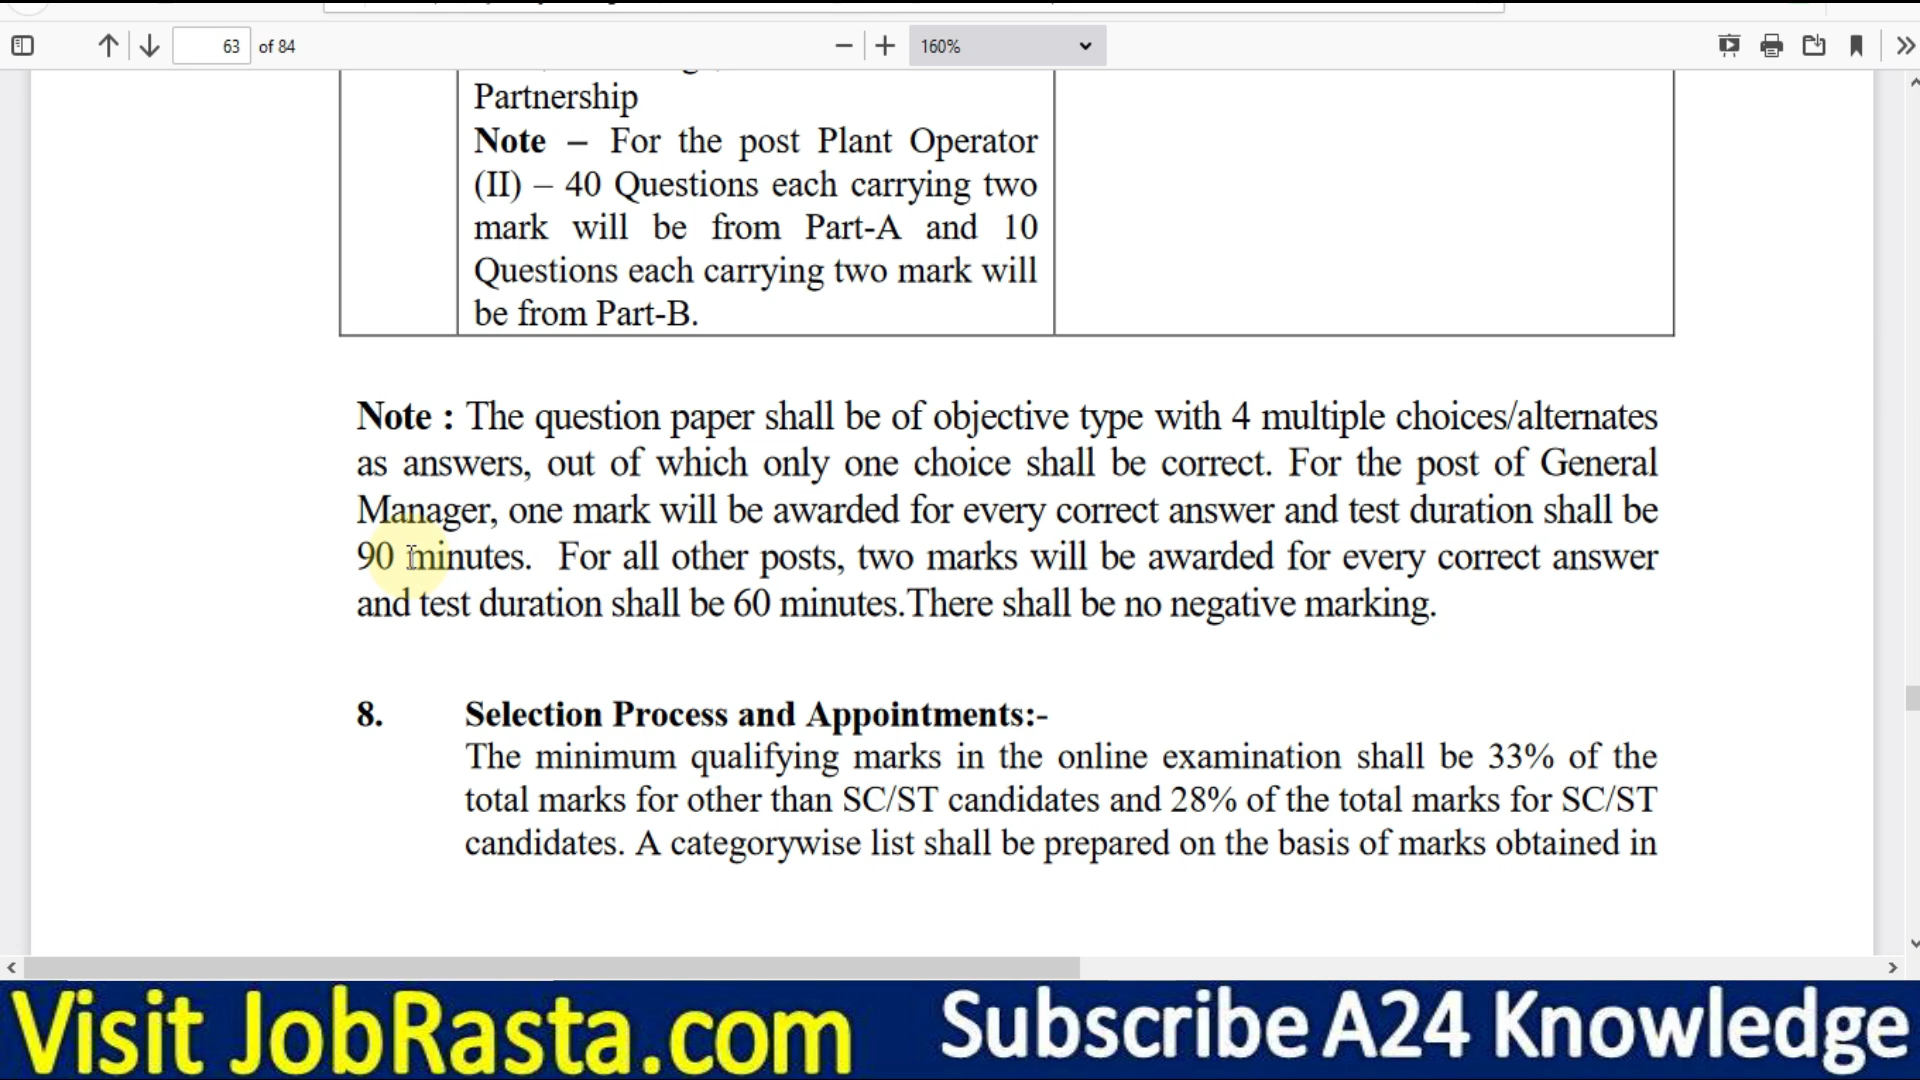 63 of 84
160%
Partnership
Note – For the post Plant Operator
(II) – 40 Questions each carrying two
mark will be from Part-A and 10
Questions each carrying two mark will
be from Part-B.
Note : The question paper shall be of objective type with 4 multiple choices/alternates
as answers, out of which only one choice shall be correct. For the post of General
Manager, one mark will be awarded for every correct answer and test duration shall be
90 minutes. For all other posts, two marks will be awarded for every correct answer
and test duration shall be 60 minutes.There shall be no negative marking.
8. Selection Process and Appointments:-
The minimum qualifying marks in the online examination shall be 33% of the
total marks for other than SC/ST candidates and 28% of the total marks for SC/ST
candidates. A categorywise list shall be prepared on the basis of marks obtained in
Visit JobRasta.com Subscribe A24 Knowledge